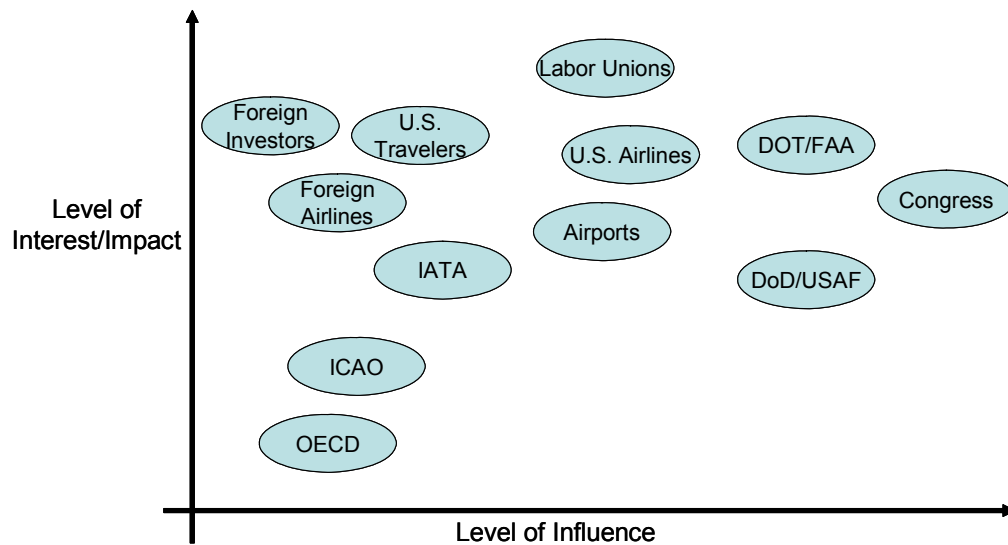 Labor Unions
Foreign
Investors
U.S.
Travelers
U.S. Airlines
DOT/FAA
Foreign
Airlines
Congress
Level of
Interest/Impact
Airports
IATA
DoD/USAF
ICAO
OECD
Level of Influence